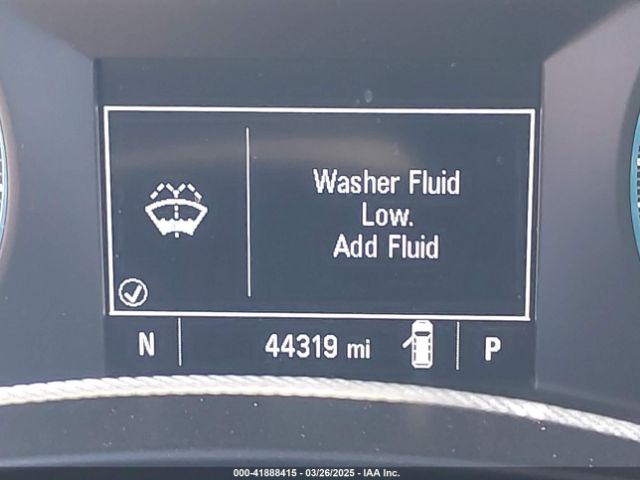 Washer Fluid
Low.
Add Fluid
N 44319 mi P
000-41888415 - 03/26/2025 - IAA Inc.